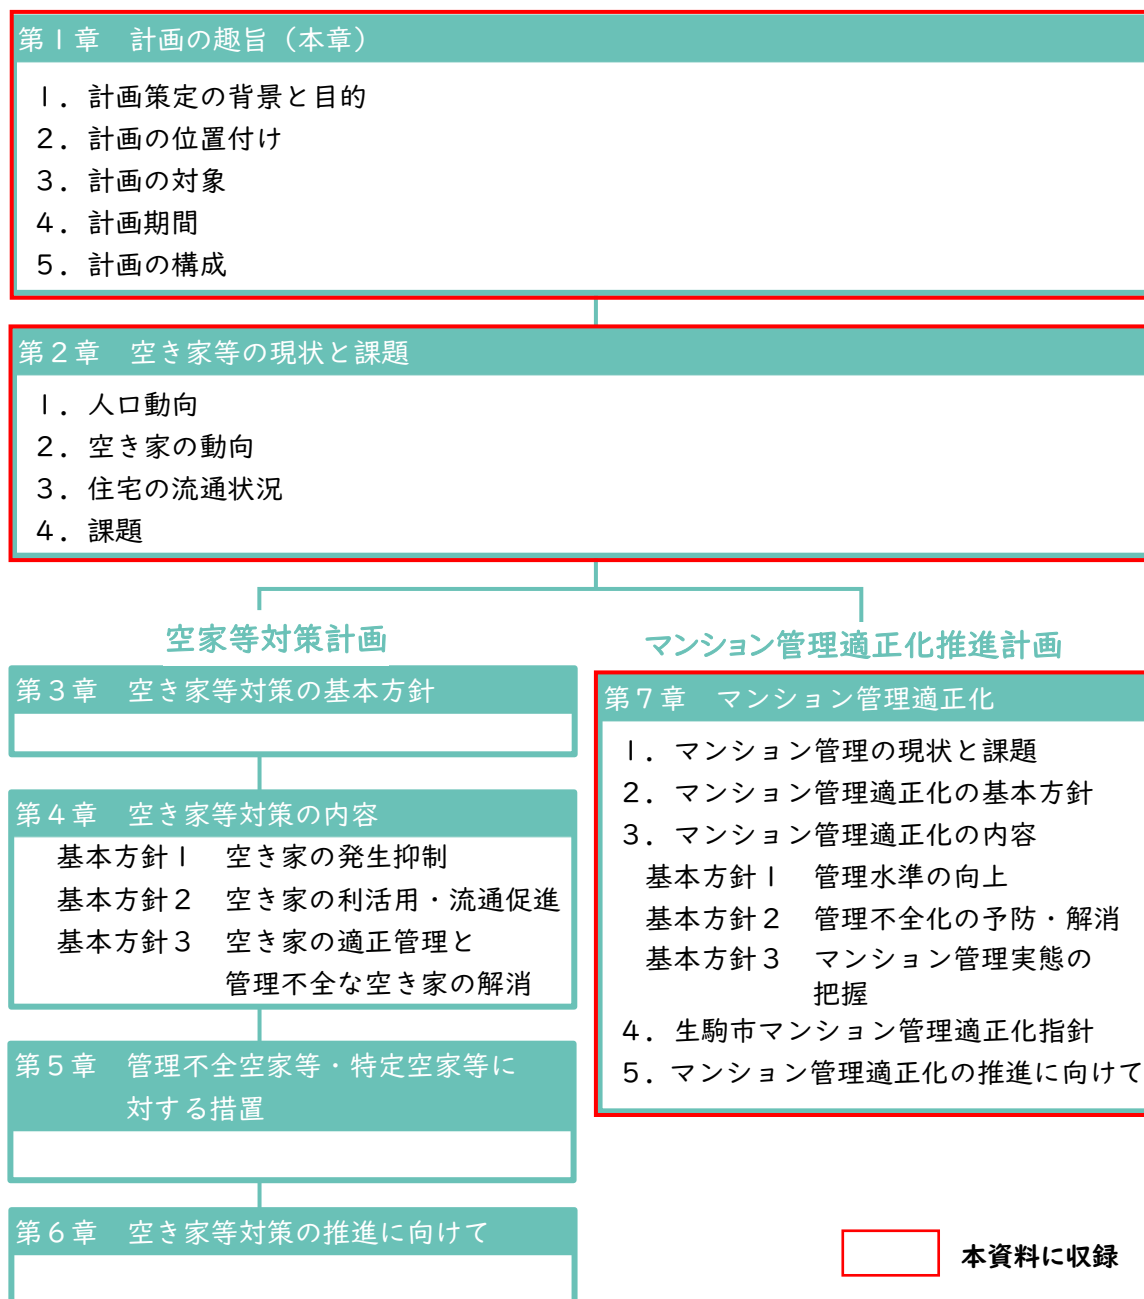 第1章　計画の趣旨（本章）
1．計画策定の背景と目的
2．計画の位置付け
3．計画の対象
4．計画期間
5．計画の構成
第2章　空き家等の現状と課題
1．人口動向
2．空き家の動向
3．住宅の流通状況
4．課題
空家等対策計画
第3章　空き家等対策の基本方針
第4章　空き家等対策の内容
基本方針1　空き家の発生抑制
基本方針2　空き家の利活用・流通促進
基本方針3　空き家の適正管理と
管理不全な空き家の解消
第5章　管理不全空家等・特定空家等に
対する措置
第6章　空き家等対策の推進に向けて
マンション管理適正化推進計画
第7章　マンション管理適正化
1．マンション管理の現状と課題
2．マンション管理適正化の基本方針
3．マンション管理適正化の内容
基本方針1　管理水準の向上
基本方針2　管理不全化の予防・解消
基本方針3　マンション管理実態の
把握
4．生駒市マンション管理適正化指針
5．マンション管理適正化の推進に向けて
本資料に収録